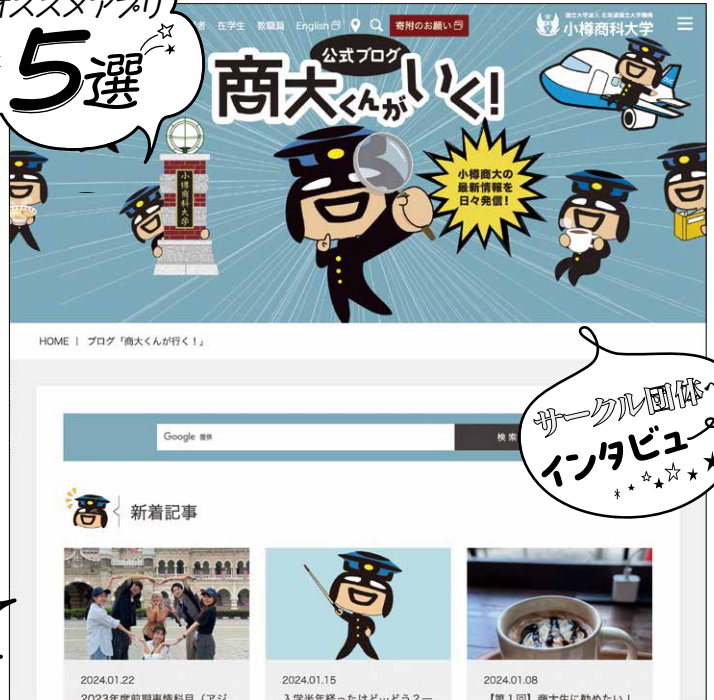 オススメアプリ
5選
者 在学生 教職員 English 寄附のお願い
国立大学法人 北海道国立大学機構
小樽商科大学
公式ブログ
商大くんがいく!
小樽商大の
最新情報を
日々発信!
小樽商科大学
HOME | ブログ「商大くんが行く!」
サークル団体
インタビュー
Google 提供
検索
新着記事
2024.01.22
2023年度前期事情科目(アジ
2024.01.15
入学半年経ったけど…どう?ー
2024.01.08
【第1回】商大生に勧めたい!